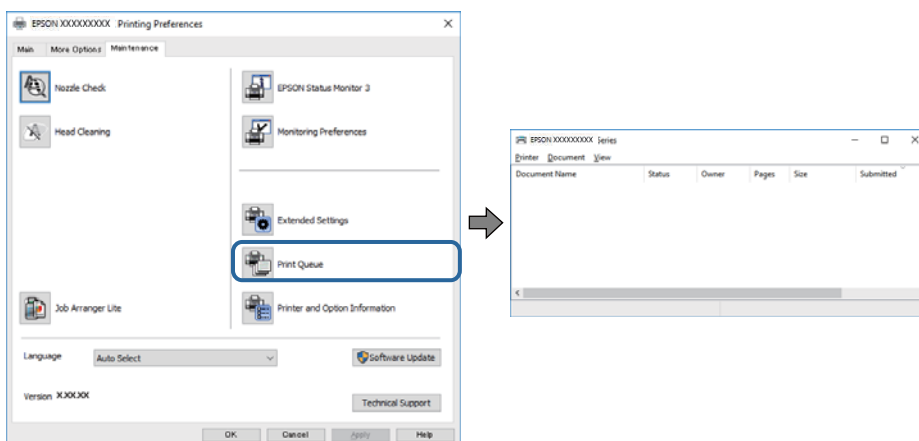 EPSON XXXXXXXXX Printing Preferences
Main More Options Maintenance
Nozzle Check
EPSON Status Monitor 3
Head Cleaning
Monitoring Preferences
Extended Settings
Print Queue
Job Arranger Lite
Printer and Option Information
Language Auto Select Software Update
Version X.XX.XX
Technical Support
OK Cancel Apply Help
EPSON XXXXXXXXX Series
Printer Document View
Document Name Status Owner Pages Size Submitted